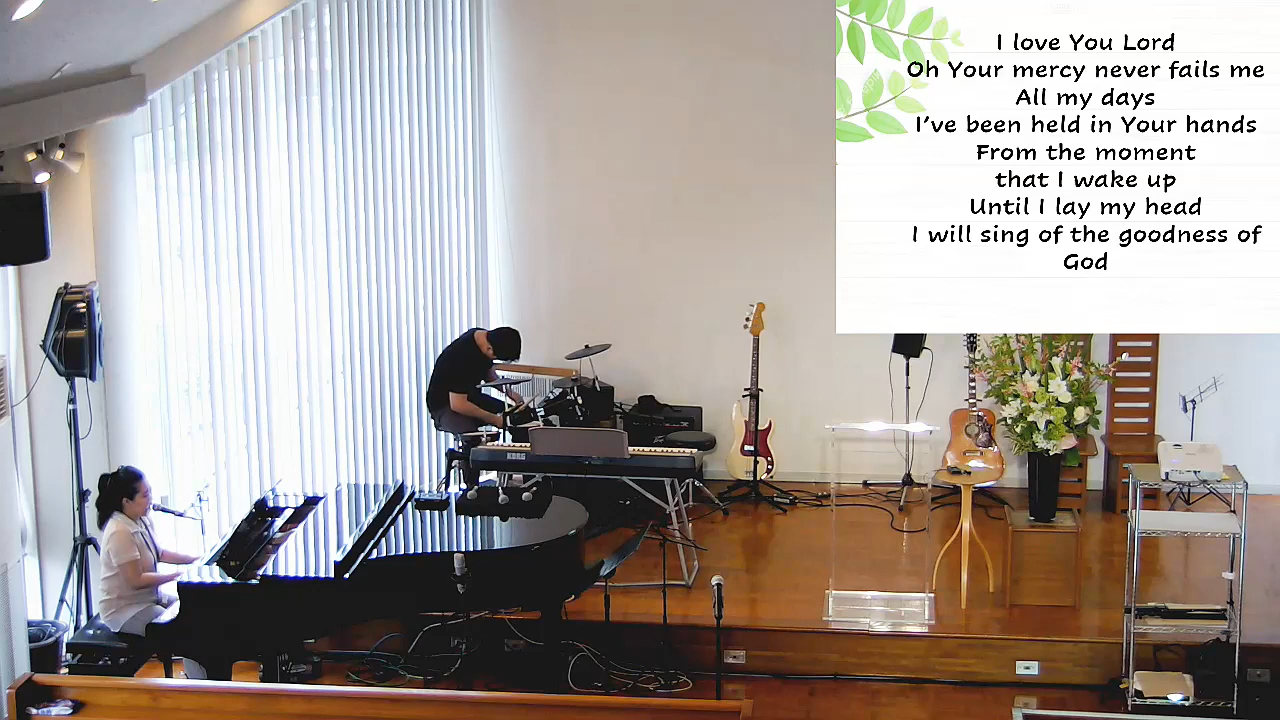 I love You Lord
Oh Your mercy never fails me
All my days
I've been held in Your hands
From the moment
that I wake up
Until I lay my head
I will sing of the goodness of
God
KORG